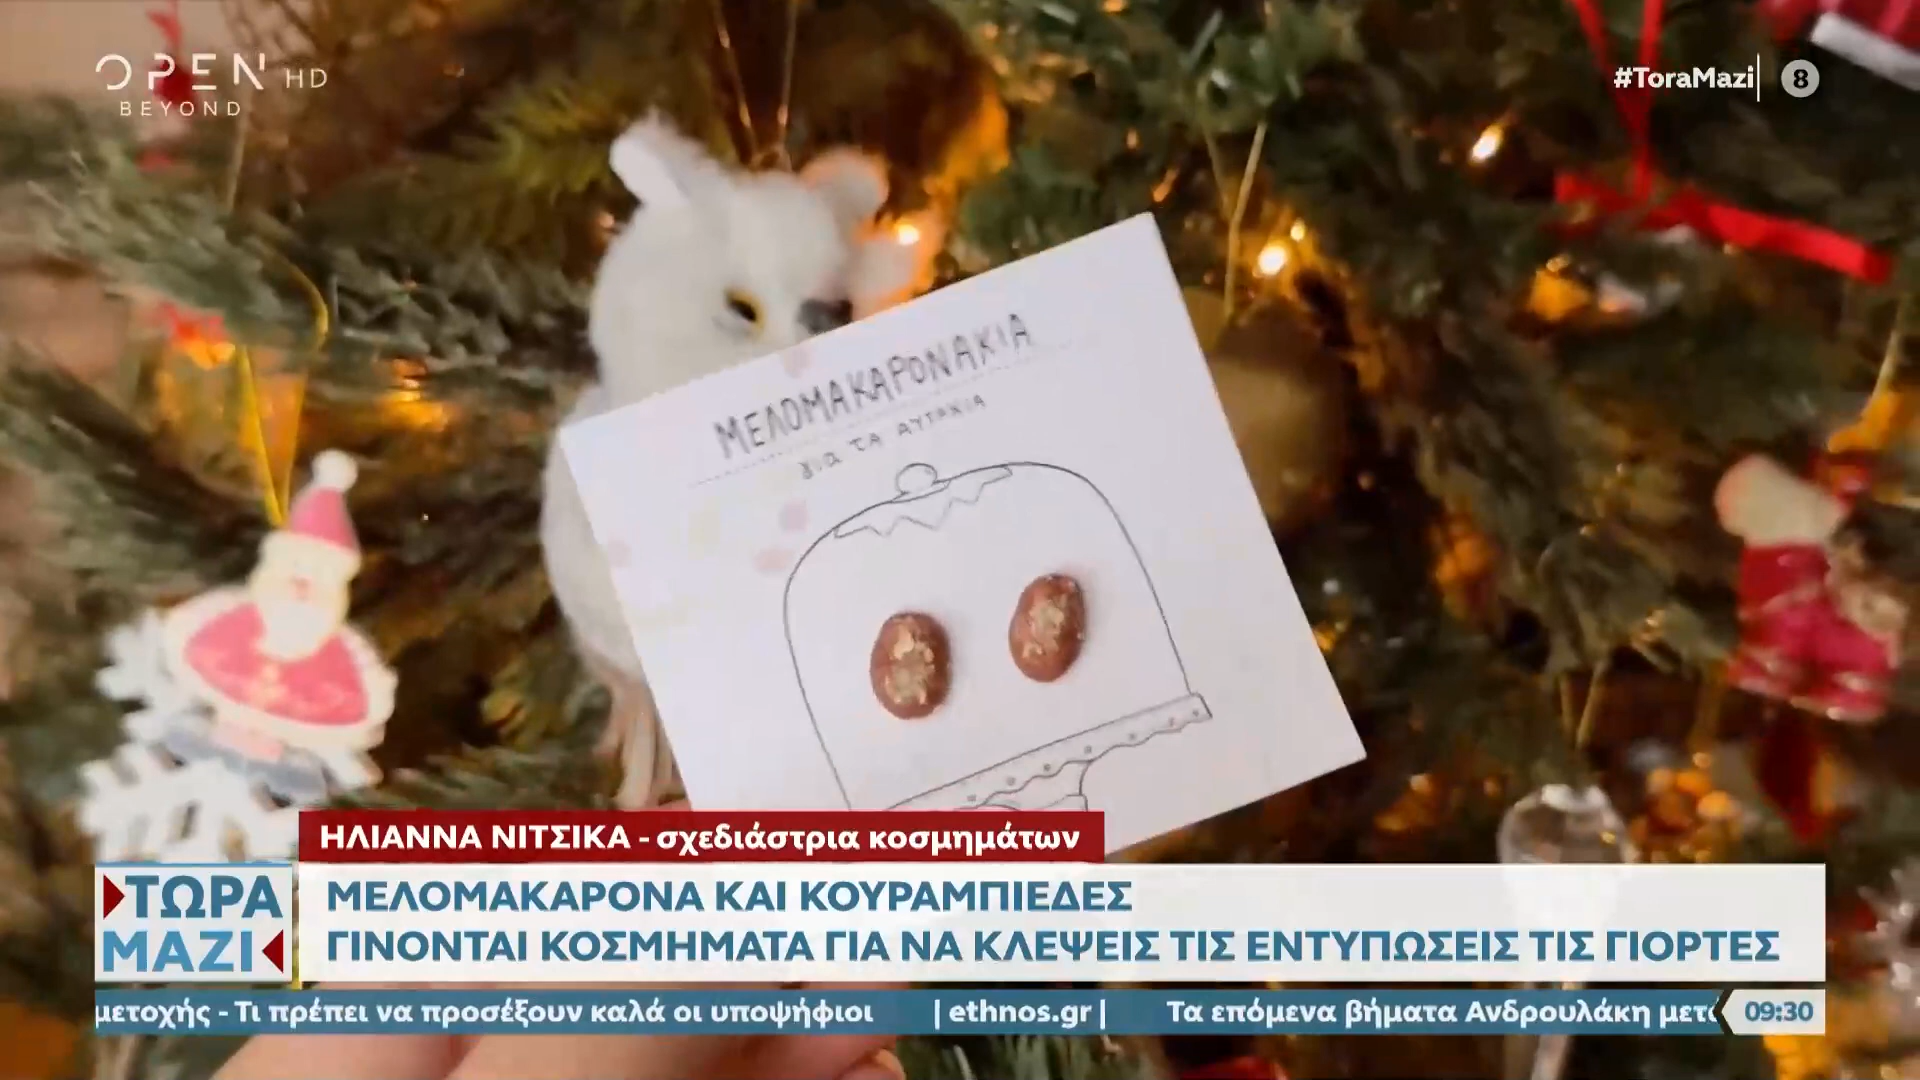 OPEN HD
BEYOND
#ToraMazi
8
ΜΕΛΟΜΑΚΑΡΟΝΑΚΙΑ
για τα αυτάκια
ΗΛΙΑΝΝΑ ΝΙΤΣΙΚΑ - σχεδιάστρια κοσμημάτων
ΤΩΡΑ
ΜΑΖΙ
ΜΕΛΟΜΑΚΑΡΟΝΑ ΚΑΙ ΚΟΥΡΑΜΠΙΕΔΕΣ
ΓΙΝΟΝΤΑΙ ΚΟΣΜΗΜΑΤΑ ΓΙΑ ΝΑ ΚΛΕΨΕΙΣ ΤΙΣ ΕΝΤΥΠΩΣΕΙΣ ΤΙΣ ΓΙΟΡΤΕΣ
μετοχής - Τι πρέπει να προσέξουν καλά οι υποψήφιοι | ethnos.gr | Τα επόμενα βήματα Ανδρουλάκη μετ
09:30